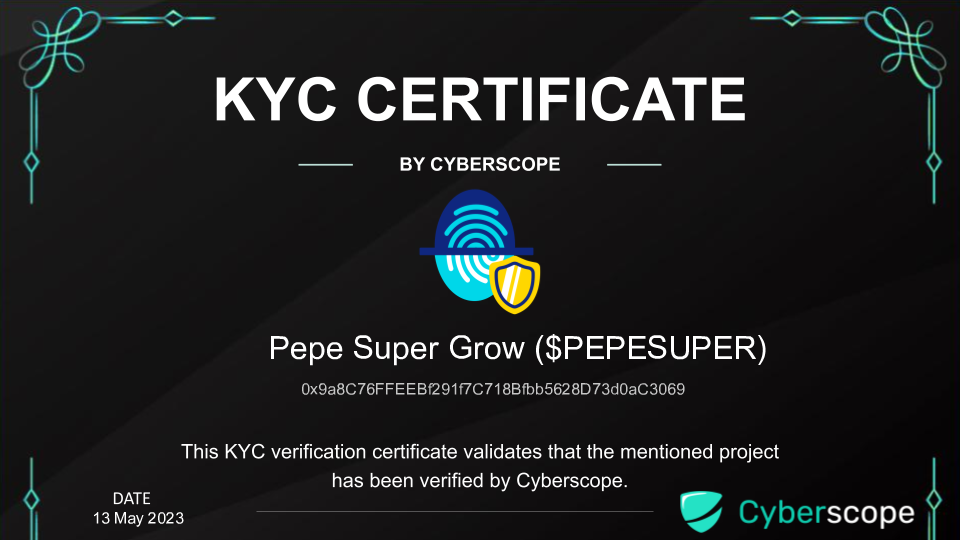 KYC CERTIFICATE
BY CYBERSCOPE
Pepe Super Grow ($PEPESUPER)
0x9a8C76FFEEBf291f7C718Bfbb5628D73d0aC3069
This KYC verification certificate validates that the mentioned project
has been verified by Cyberscope.
DATE
13 May 2023
Cyberscope